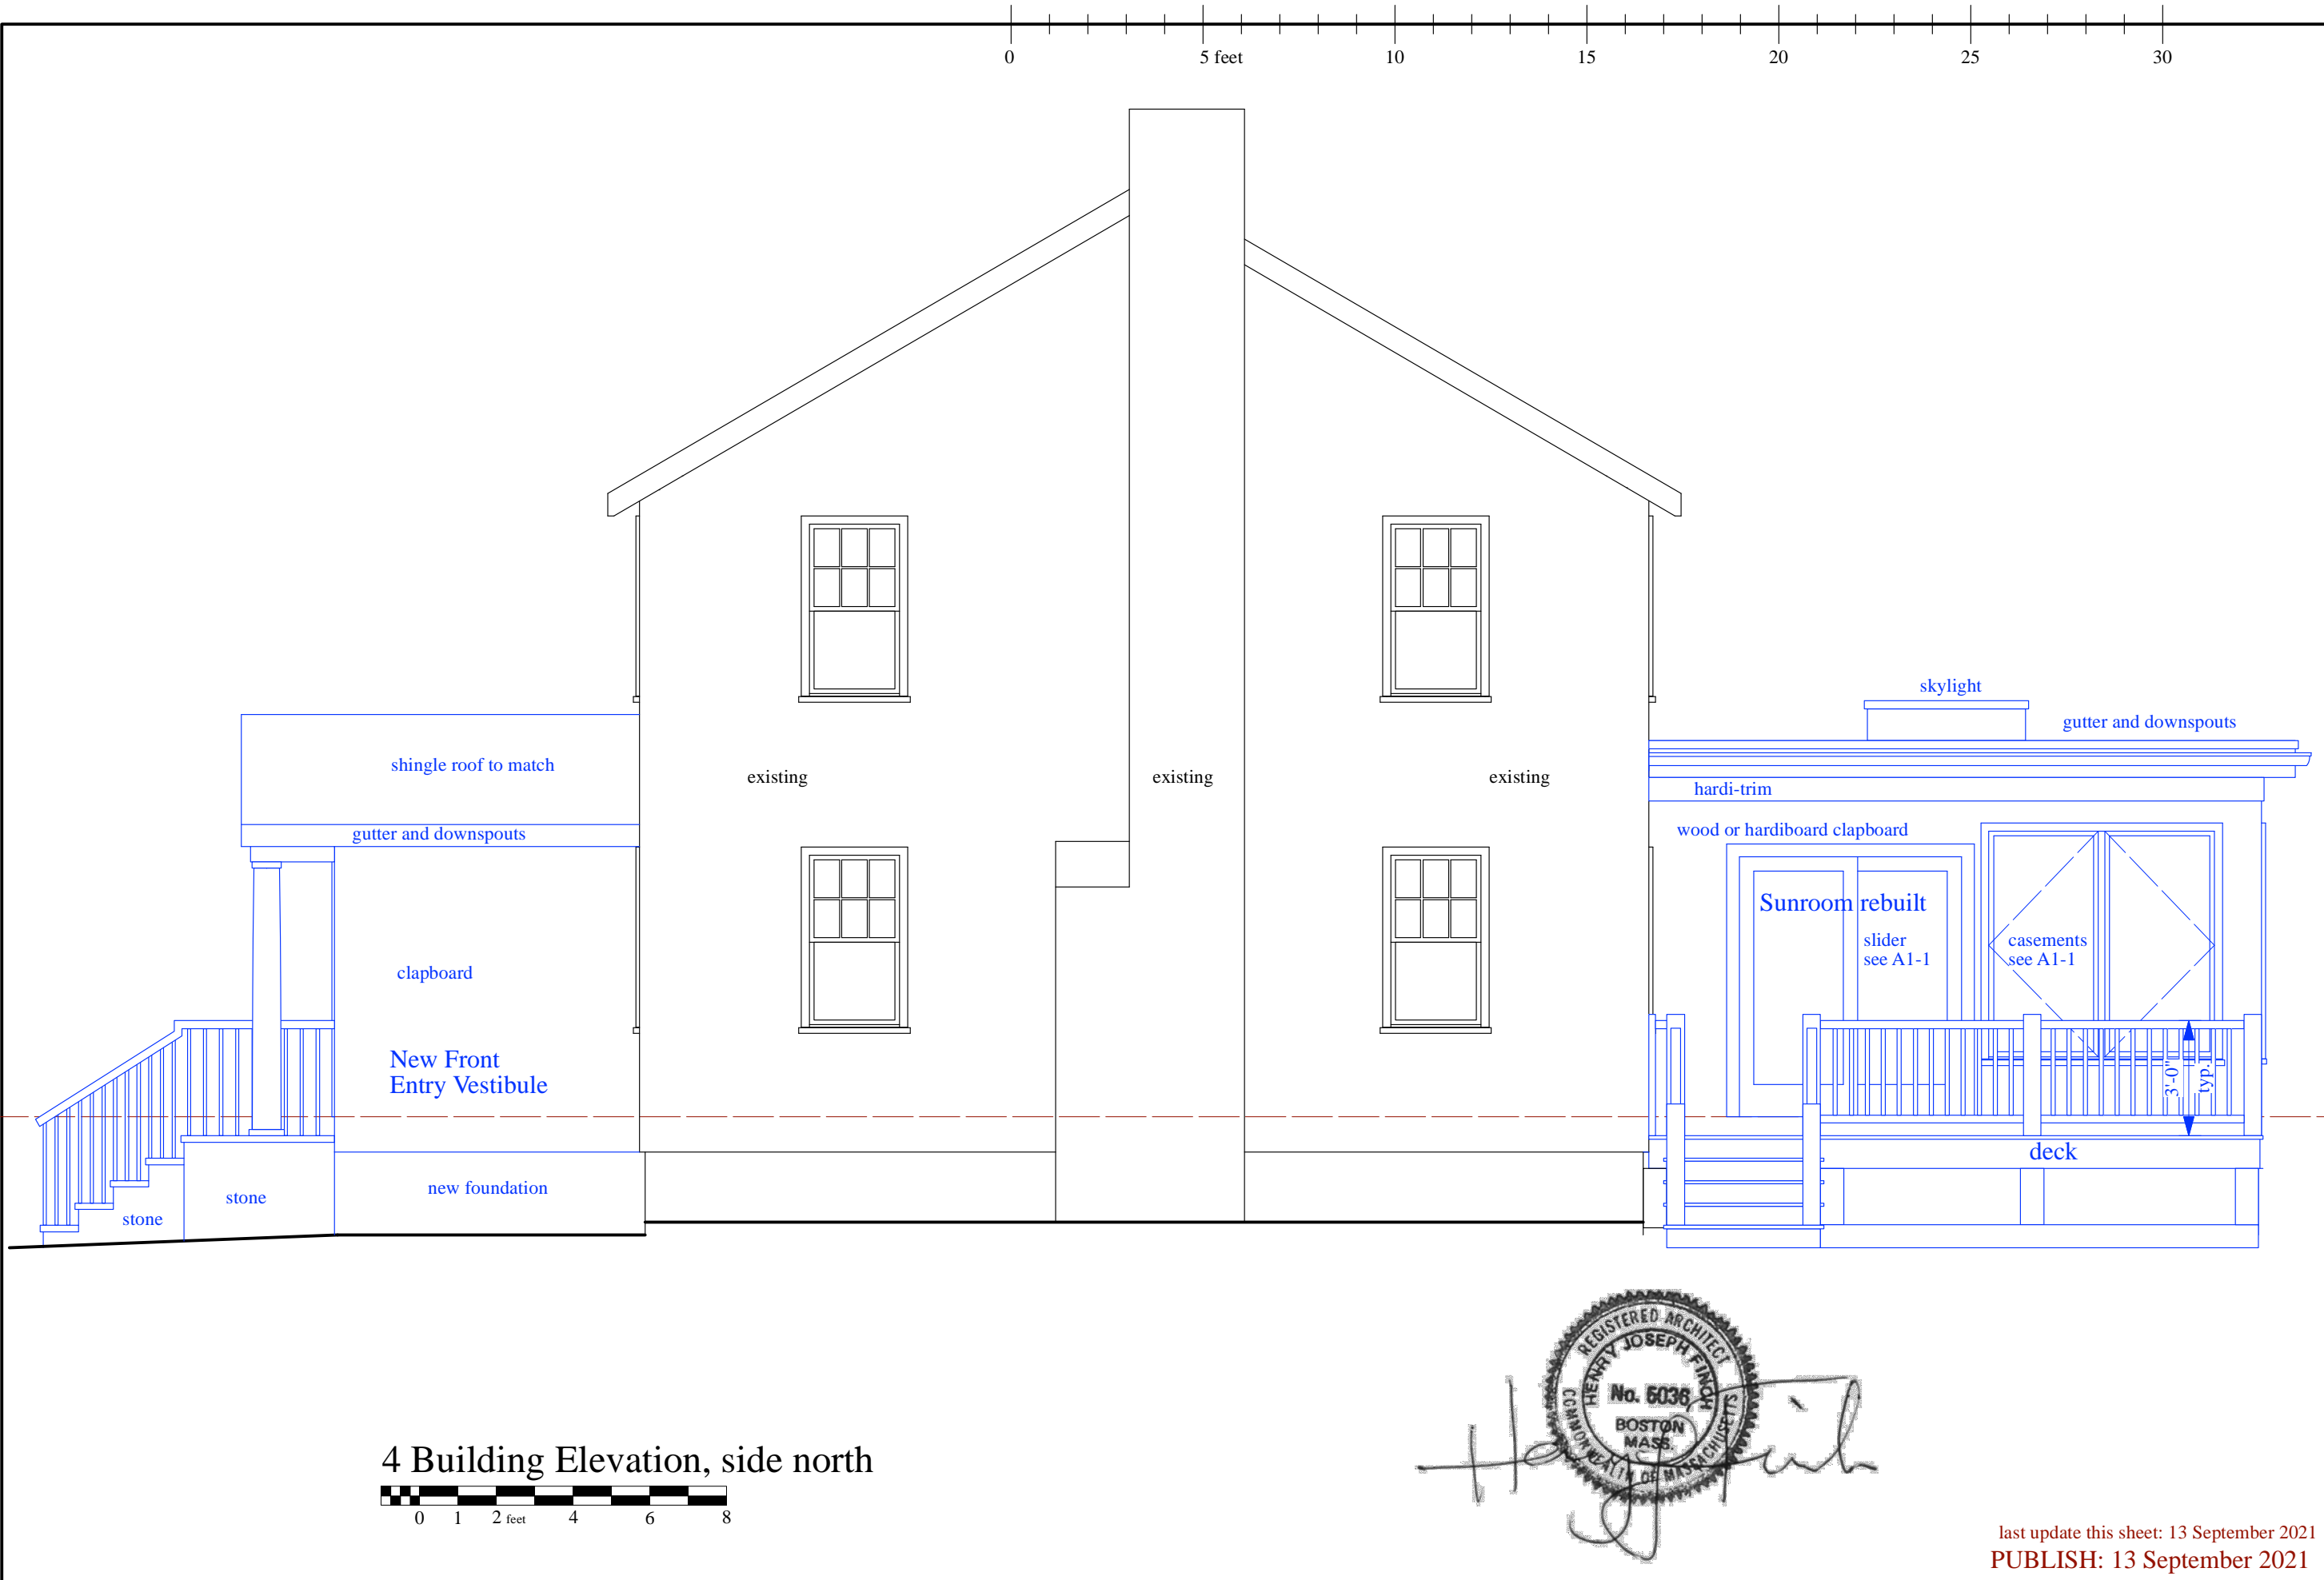 0 5 feet 10 15 20 25 30
skylight
gutter and downspouts
shingle roof to match
existing
existing
existing
hardi-trim
gutter and downspouts
wood or hardiboard clapboard
Sunroom rebuilt
slider
see A1-1
casements
see A1-1
clapboard
New Front
Entry Vestibule
3'-0"
typ.
deck
new foundation
stone
stone
REGISTERED ARCHITECT
HENRY JOSEPH FINCH
No. 5036
BOSTON
MASS.
COMMONWEALTH OF MASSACHUSETTS
4 Building Elevation, side north
0 1 2 feet 4 6 8
last update this sheet: 13 September 2021
PUBLISH: 13 September 2021